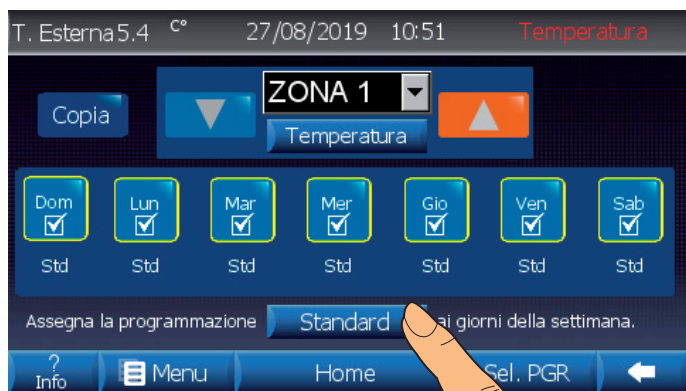 T. Esterna 5.4 C° 27/08/2019 10:51 Temperatura
Copia
ZONA 1
Temperatura
Dom Lun Mar Mer Gio Ven Sab
Std Std Std Std Std Std Std
Assegna la programmazione Standard ai giorni della settimana.
? Info Menu Home Sel. PGR